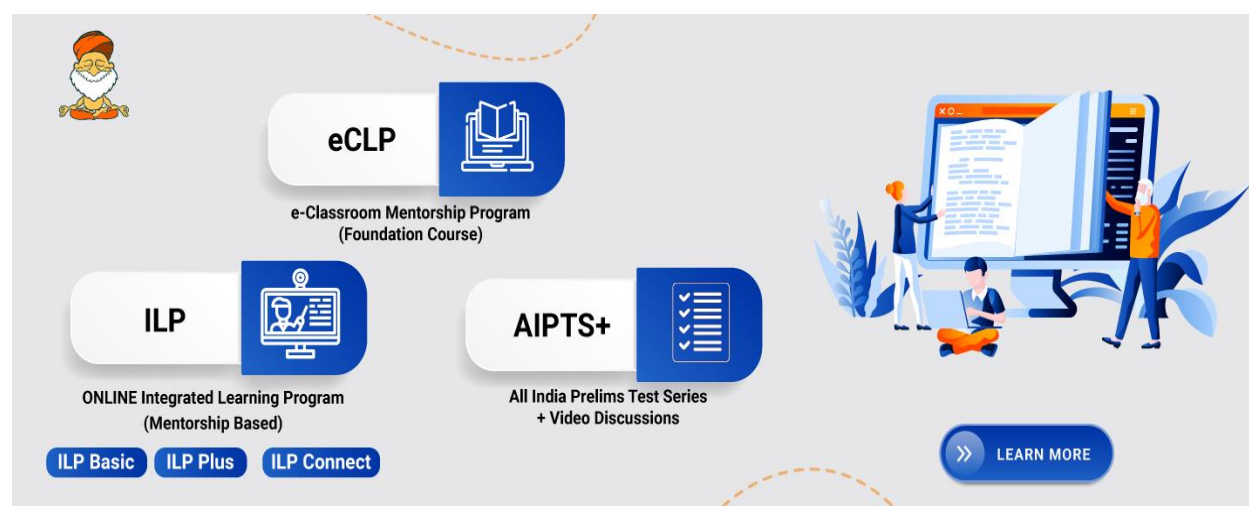 eCLP
e-Classroom Mentorship Program
(Foundation Course)
ILP
ONLINE Integrated Learning Program
(Mentorship Based)
ILP Basic
ILP Plus
ILP Connect
AIPTS+
All India Prelims Test Series
+ Video Discussions
LEARN MORE